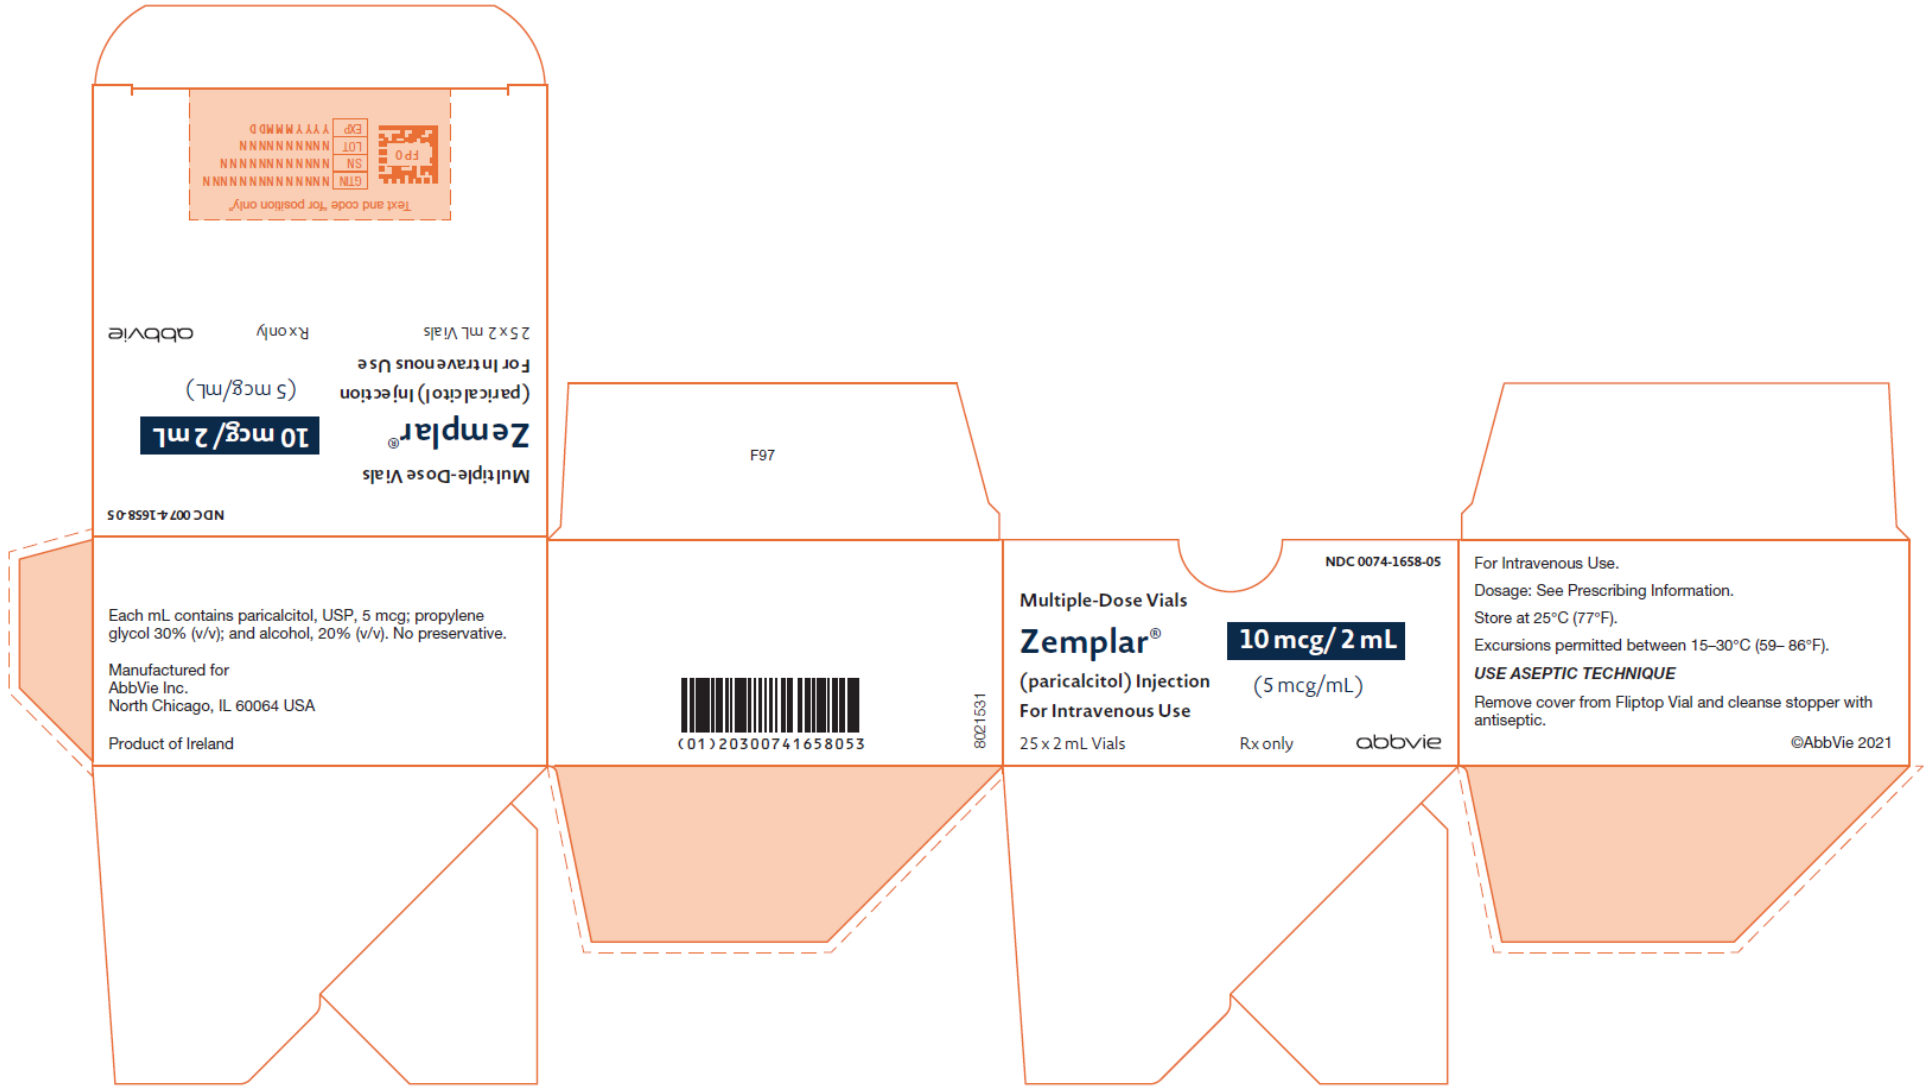 Text and code "for position only"
GTIN NNNNNNNNNNNNNN
SN NNNNNNNNNNNN
LOT NNNNNNNNNN
EXP YYYYMMMDD
FPO
NDC 0074-1658-05
Multiple-Dose Vials
Zemplar® 10 mcg/ 2 mL
(paricalcitol) Injection (5 mcg/mL)
For Intravenous Use
25 x 2 mL Vials Rx only abbvie
Each mL contains paricalcitol, USP, 5 mcg; propylene
glycol 30% (v/v); and alcohol, 20% (v/v). No preservative.
Manufactured for
AbbVie Inc.
North Chicago, IL 60064 USA
Product of Ireland
F97
(01)20300741658053
8021531
NDC 0074-1658-05
Multiple-Dose Vials
Zemplar® 10 mcg/ 2 mL
(paricalcitol) Injection (5 mcg/mL)
For Intravenous Use
25 x 2 mL Vials Rx only abbvie
For Intravenous Use.
Dosage: See Prescribing Information.
Store at 25°C (77°F).
Excursions permitted between 15–30°C (59– 86°F).
USE ASEPTIC TECHNIQUE
Remove cover from Fliptop Vial and cleanse stopper with
antiseptic.
©AbbVie 2021